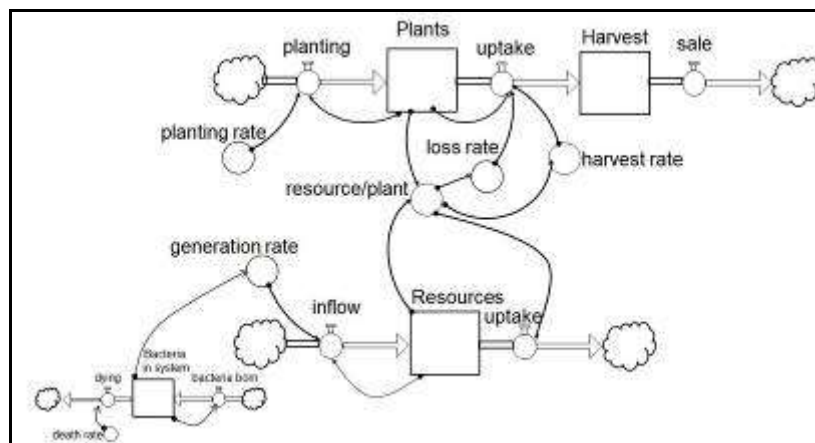 Plants
planting
uptake
Harvest
sale
planting rate
loss rate
harvest rate
resource/plant
generation rate
inflow
Resources
uptake
Bacteria
in system
dying
bacteria born
death rate